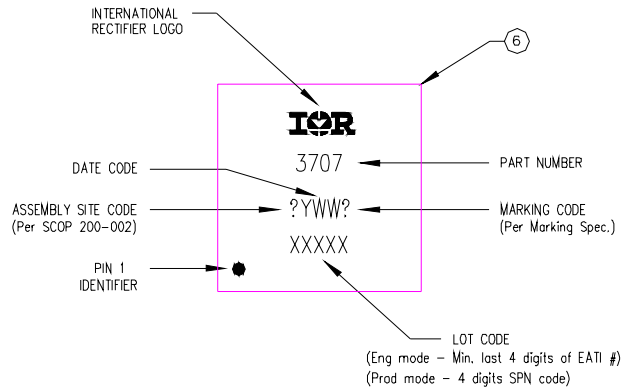 INTERNATIONAL
RECTIFIER LOGO
6
IOR
3707
PART NUMBER
DATE CODE
ASSEMBLY SITE CODE
(Per SCOP 200-002)
?YWW?
MARKING CODE
(Per Marking Spec.)
XXXXX
PIN 1
IDENTIFIER
LOT CODE
(Eng mode - Min. last 4 digits of EATI #)
(Prod mode - 4 digits SPN code)